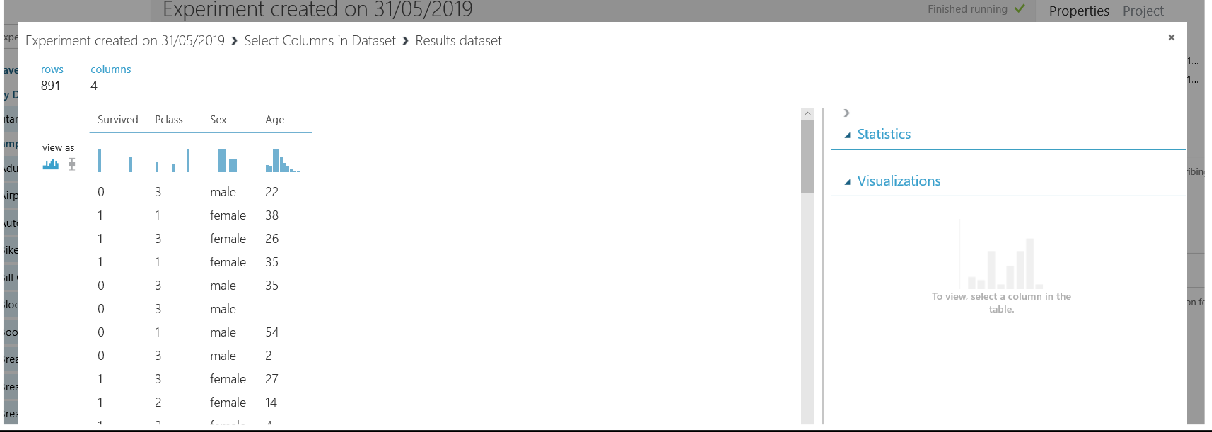 Experiment created on 31/05/2019
Finished running
Properties Project
Experiment created on 31/05/2019 > Select Columns in Dataset > Results dataset
rows columns
891 4
Survived Pclass Sex Age
view as
0 3 male 22
1 1 female 38
1 3 female 26
1 1 female 35
0 3 male 35
0 3 male
0 1 male 54
0 3 male 2
1 3 female 27
1 2 female 14
Statistics
Visualizations
To view, select a column in the
table.